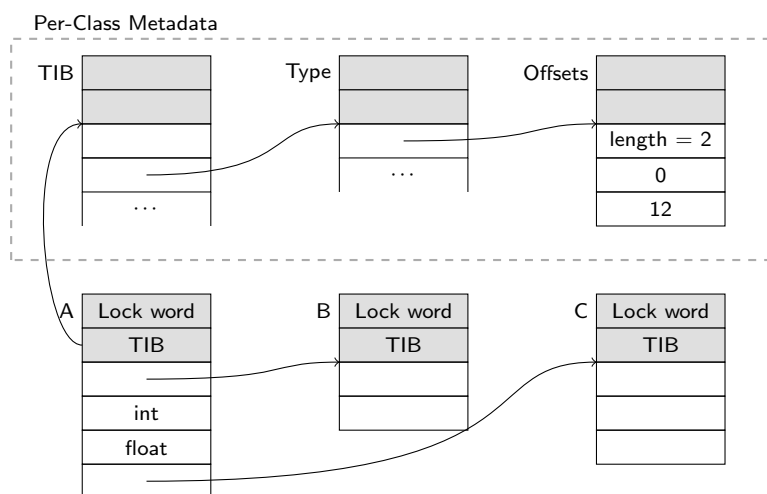 Per-Class Metadata
TIB
Type
Offsets
length = 2
0
...
12
...
A
Lock word
B
Lock word
C
Lock word
TIB
TIB
TIB
int
float